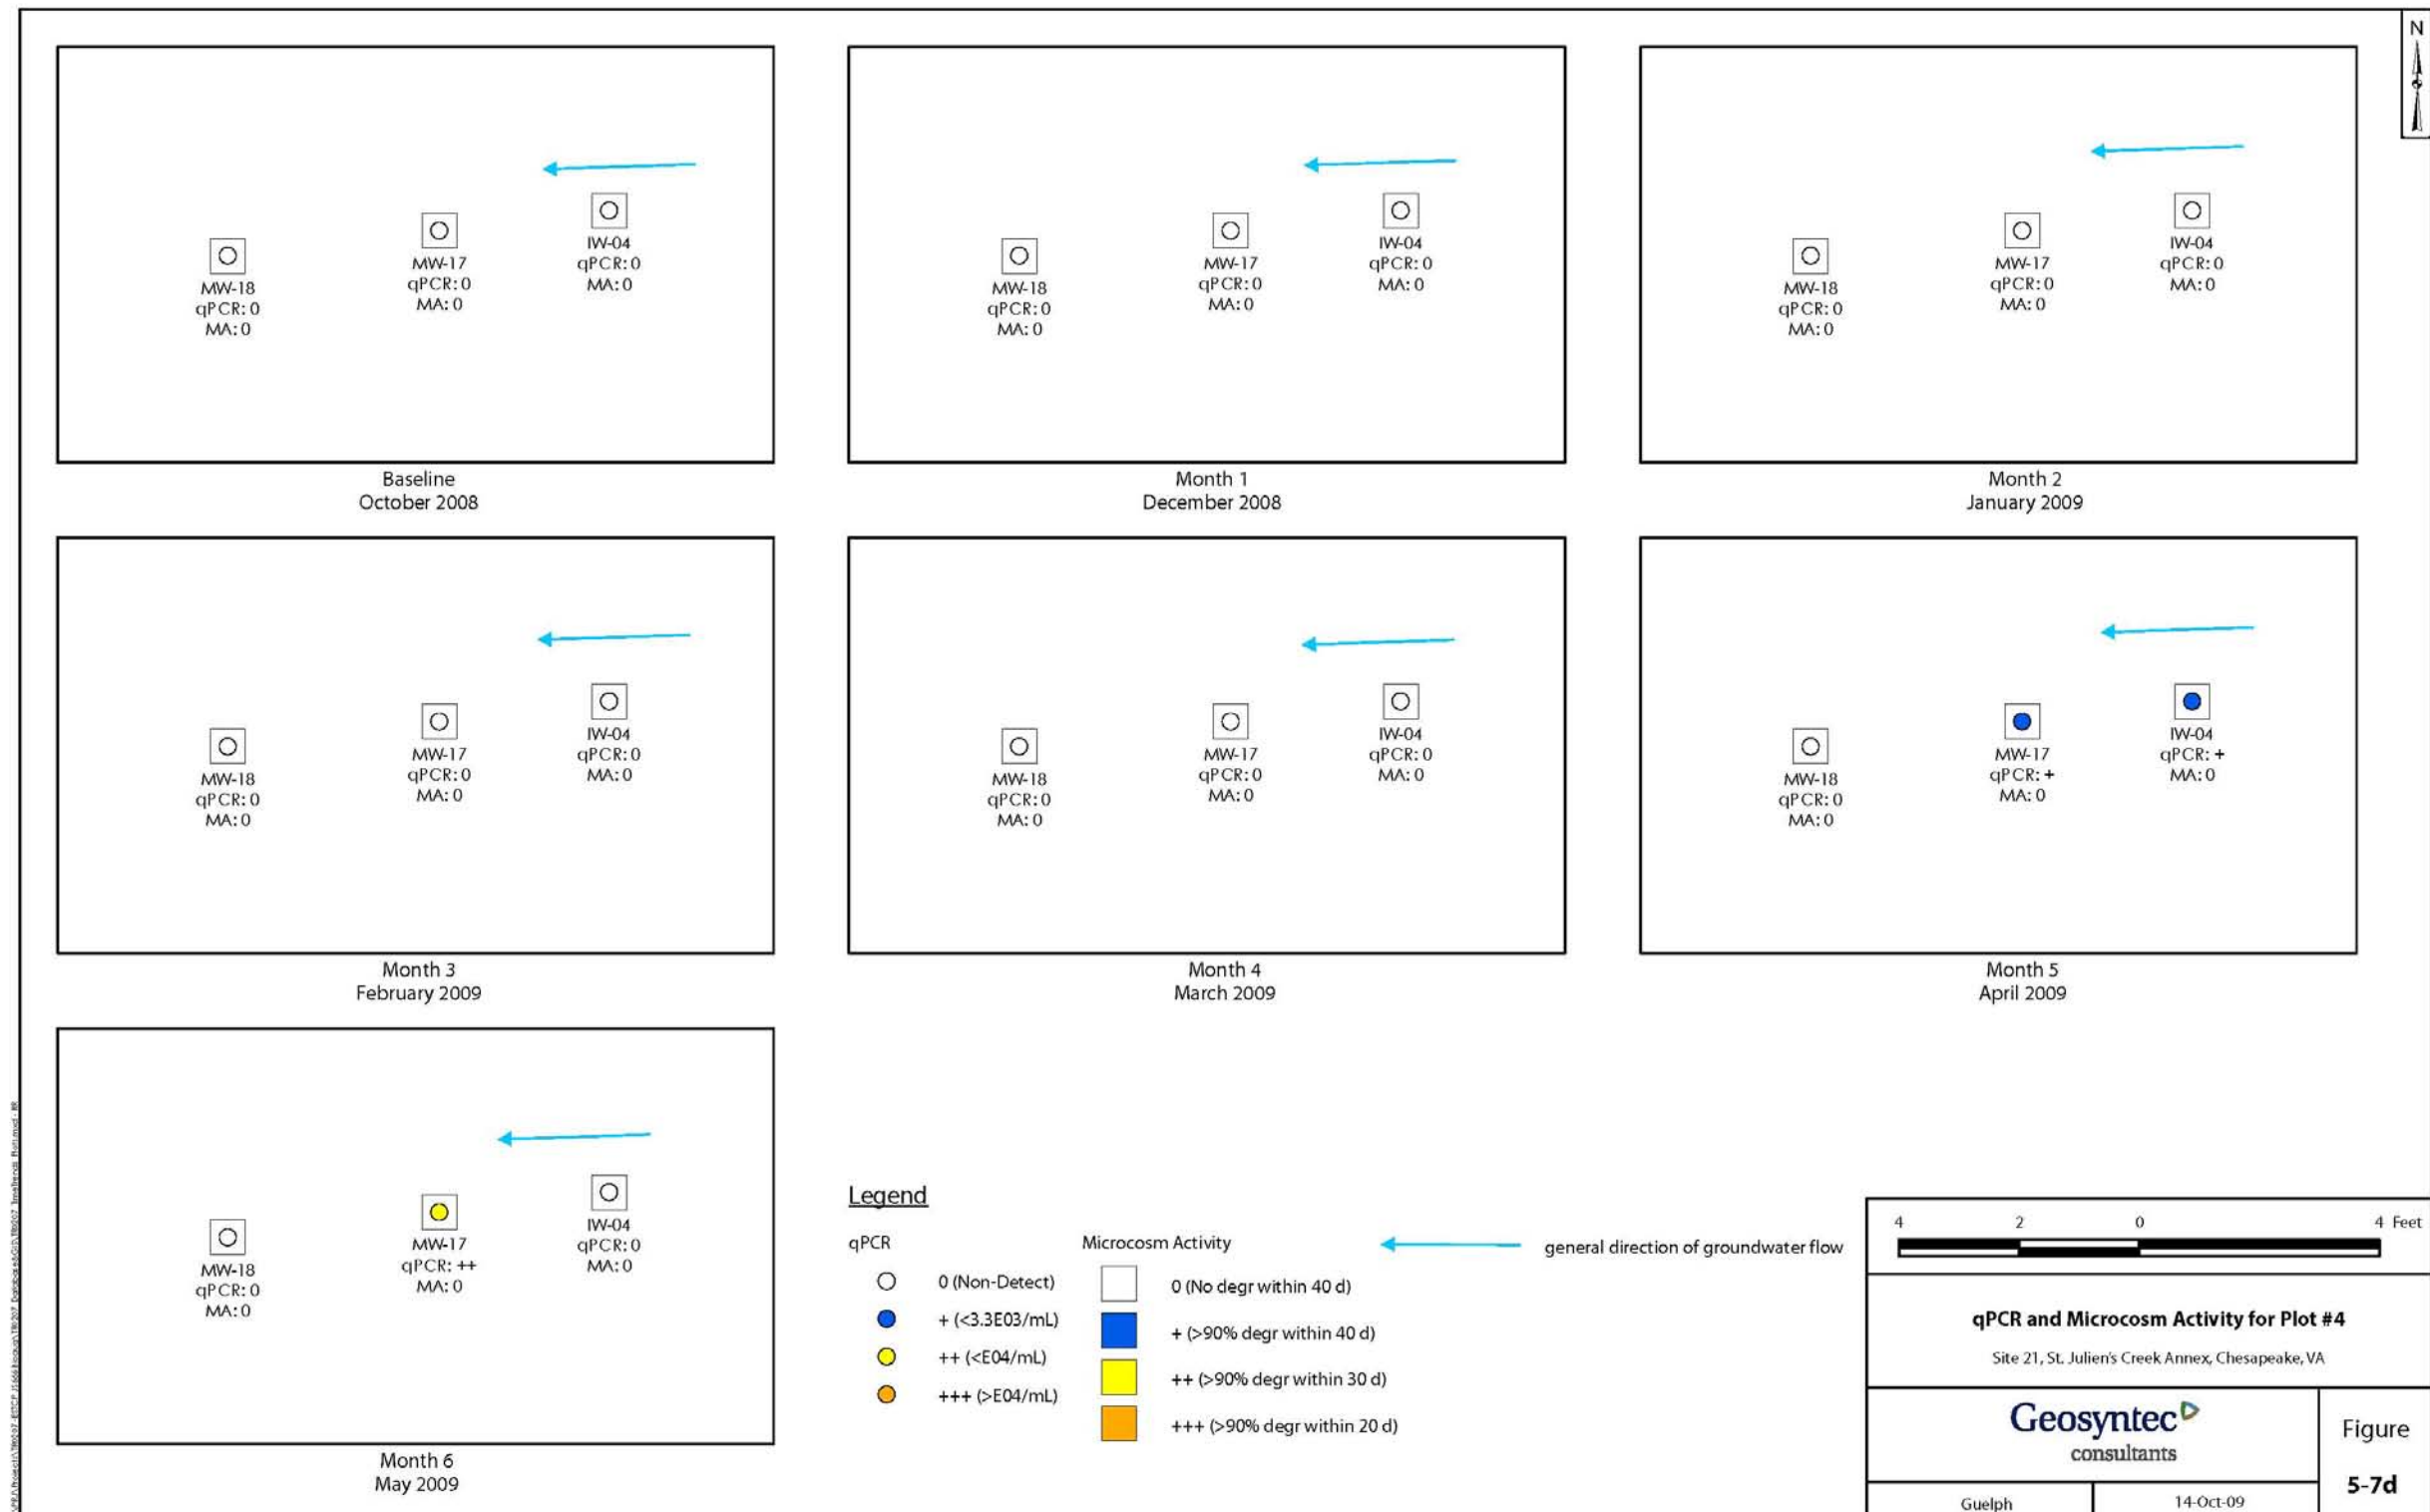 N
IW-04
qPCR: 0
MA: 0
MW-17
qPCR: 0
MA: 0
MW-18
qPCR: 0
MA: 0
Baseline
October 2008
IW-04
qPCR: 0
MA: 0
MW-17
qPCR: 0
MA: 0
MW-18
qPCR: 0
MA: 0
Month 1
December 2008
IW-04
qPCR: 0
MA: 0
MW-17
qPCR: 0
MA: 0
MW-18
qPCR: 0
MA: 0
Month 2
January 2009
IW-04
qPCR: 0
MA: 0
MW-17
qPCR: 0
MA: 0
MW-18
qPCR: 0
MA: 0
Month 3
February 2009
IW-04
qPCR: 0
MA: 0
MW-17
qPCR: 0
MA: 0
MW-18
qPCR: 0
MA: 0
Month 4
March 2009
IW-04
qPCR: +
MA: 0
MW-17
qPCR: +
MA: 0
MW-18
qPCR: 0
MA: 0
Month 5
April 2009
IW-04
qPCR: 0
MA: 0
MW-17
qPCR: ++
MA: 0
MW-18
qPCR: 0
MA: 0
Month 6
May 2009
Legend
qPCR
0 (Non-Detect)
+ (<3.3E03/mL)
++ (<E04/mL)
+++ (>E04/mL)
Microcosm Activity
0 (No degr within 40 d)
+ (>90% degr within 40 d)
++ (>90% degr within 30 d)
+++ (>90% degr within 20 d)
general direction of groundwater flow
4 2 0 4 Feet
qPCR and Microcosm Activity for Plot #4
Site 21, St. Julien's Creek Annex, Chesapeake, VA
Geosyntec
consultants
Figure
5-7d
Guelph
14-Oct-09